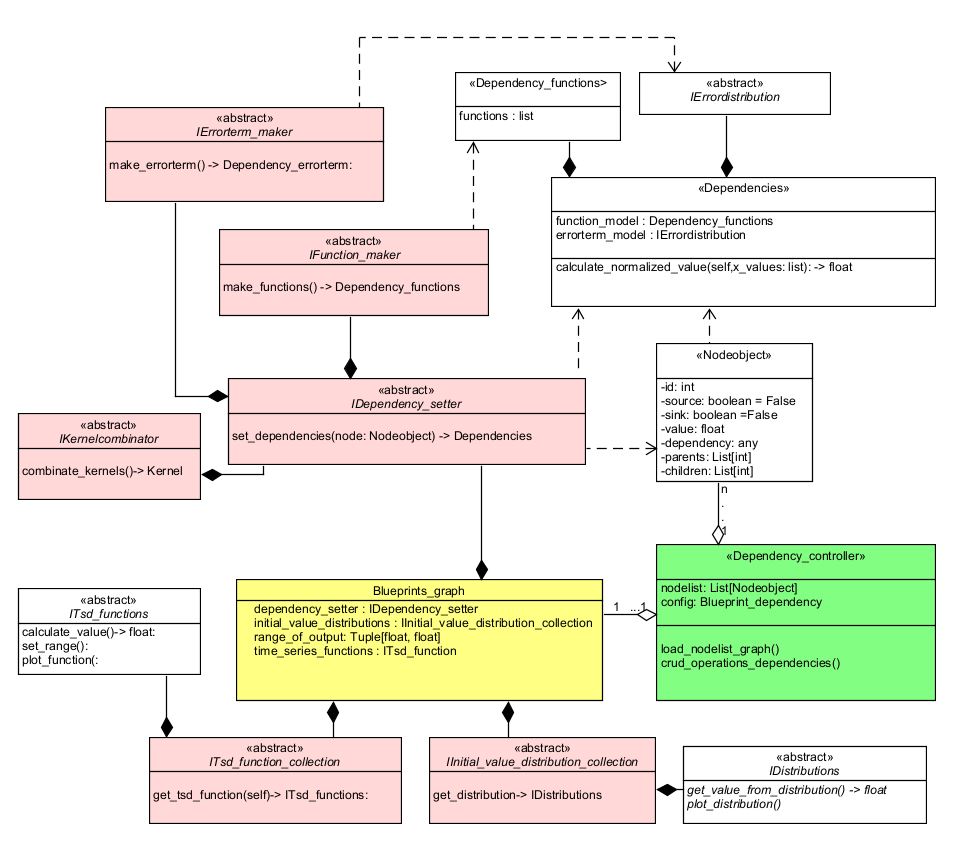 «Dependency_functions>
functions : list
«abstract»
IErrordistribution
«abstract»
IErrorterm_maker
make_errorterm() -> Dependency_errorterm:
«Dependencies»
function_model : Dependency_functions
errorterm_model : IErrordistribution
calculate_normalized_value(self,x_values: list): -> float
«abstract»
IFunction_maker
make_functions() -> Dependency_functions
«Nodeobject»
-id: int
-source: boolean = False
-sink: boolean =False
-value: float
-dependency: any
-parents: List[int]
-children: List[int]
«abstract»
IDependency_setter
set_dependencies(node: Nodeobject) -> Dependencies
«abstract»
IKernelcombinator
combinate_kernels()-> Kernel
n
.
.
1
«Dependency_controller»
nodelist: List[Nodeobject]
config: Blueprint_dependency
load_nodelist_graph()
crud_operations_dependencies()
Blueprints_graph
dependency_setter : IDependency_setter
initial_value_distributions : IInitial_value_distribution_collection
range_of_output: Tuple[float, float]
time_series_functions : ITsd_function
1 ...1
«abstract»
ITsd_functions
calculate_value()-> float:
set_range():
plot_function(:
«abstract»
ITsd_function_collection
get_tsd_function(self)-> ITsd_functions:
«abstract»
IInitial_value_distribution_collection
get_distribution-> IDistributions
«abstract»
IDistributions
get_value_from_distribution() -> float
plot_distribution()